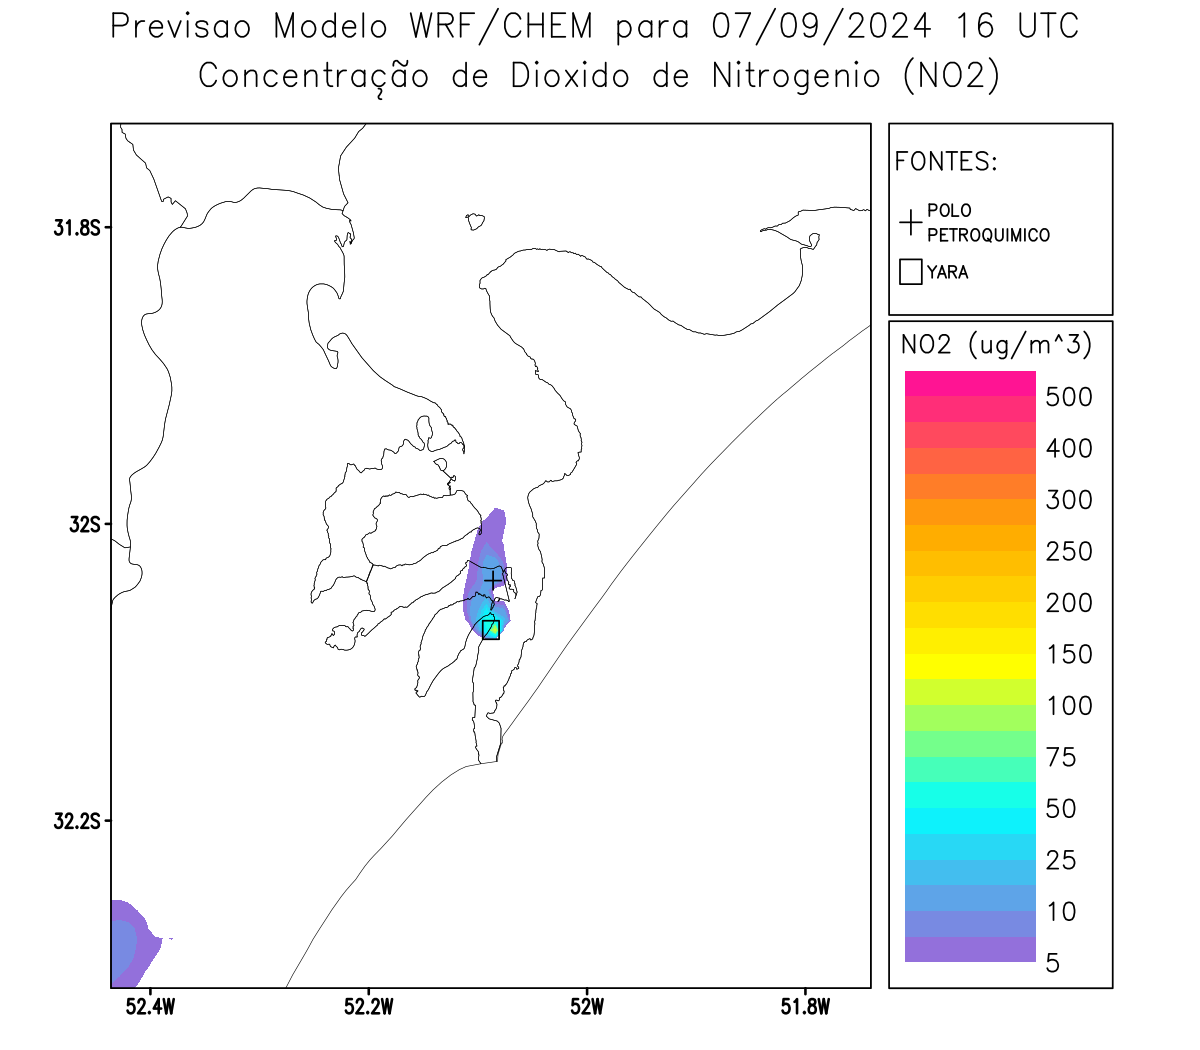 Previsao Modelo WRF/CHEM para 07/09/2024 16 UTC
Concentração de Dioxido de Nitrogenio (NO2)
FONTES:
POLO
PETROQUIMICO
YARA
NO2 (ug/m^3)
500
400
300
250
200
150
100
75
50
25
10
5
31.8S
32S
32.2S
52.4W
52.2W
52W
51.8W